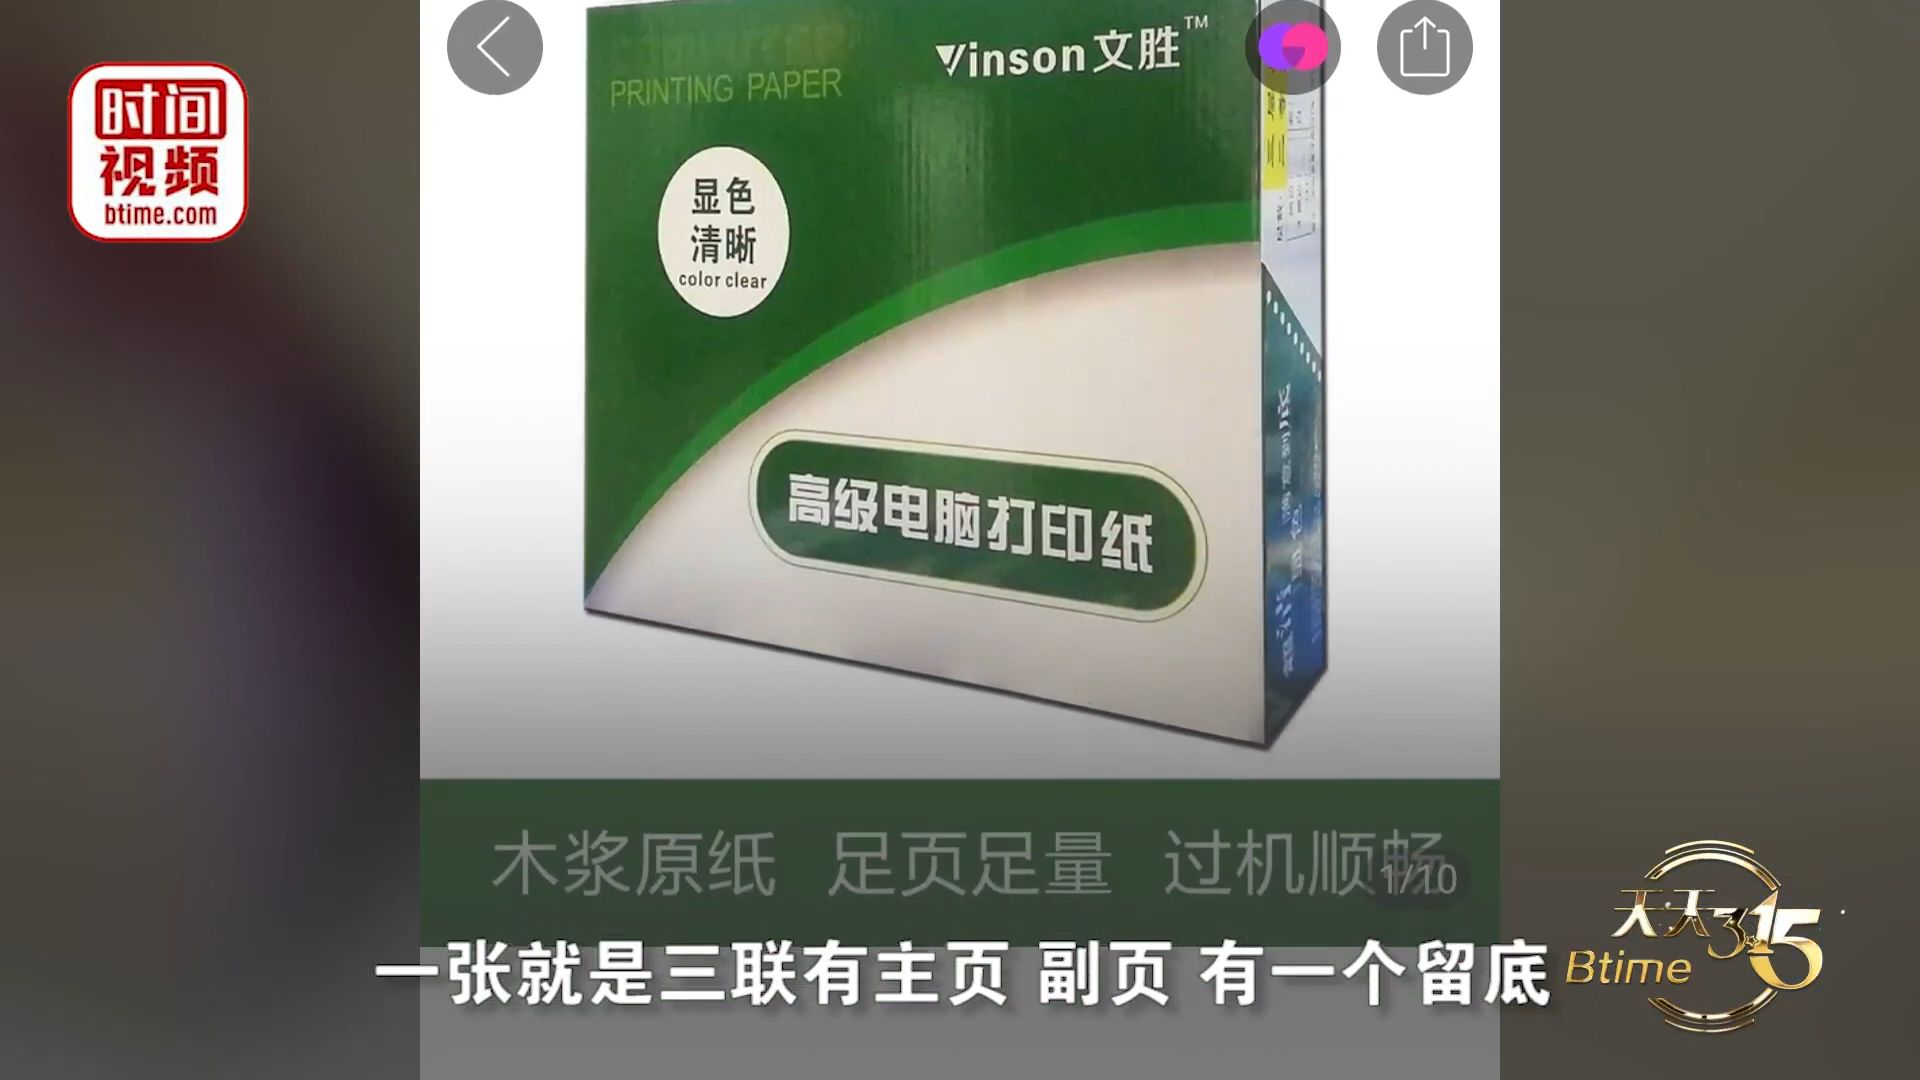 时间
视频
btime.com
PRINTING PAPER
Vinson文胜™
显色
清晰
color clear
高级电脑打印纸
木浆原纸 足页足量 过机顺畅
1/10
一张就是三联有主页 副页 有一个留底
天天315
Btime